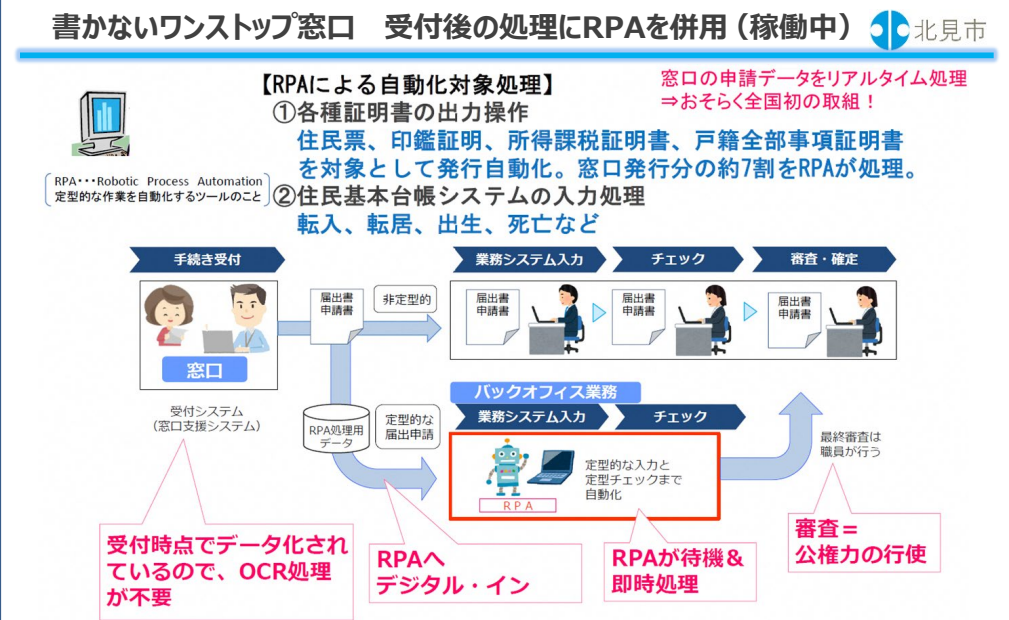 書かないワンストップ窓口　受付後の処理にRPAを併用（稼働中）
北見市
【RPAによる自動化対象処理】
窓口の申請データをリアルタイム処理
⇒おそらく全国初の取組！
①各種証明書の出力操作
住民票、印鑑証明、所得課税証明書、戸籍全部事項証明書
を対象として発行自動化。窓口発行分の約7割をRPAが処理。
RPA・・・Robotic Process Automation
定型的な作業を自動化するツールのこと
②住民基本台帳システムの入力処理
転入、転居、出生、死亡など
手続き受付
業務システム入力
チェック
審査・確定
届出書
申請書
非定型的
届出書
申請書
届出書
申請書
届出書
申請書
窓口
バックオフィス業務
受付システム
（窓口支援システム）
RPA処理用
データ
定型的な
届出申請
業務システム入力
チェック
定型的な入力と
定型チェックまで
自動化
RPA
最終審査は
職員が行う
受付時点でデータ化され
ているので、OCR処理
が不要
RPAへ
デジタル・イン
RPAが待機＆
即時処理
審査＝
公権力の行使